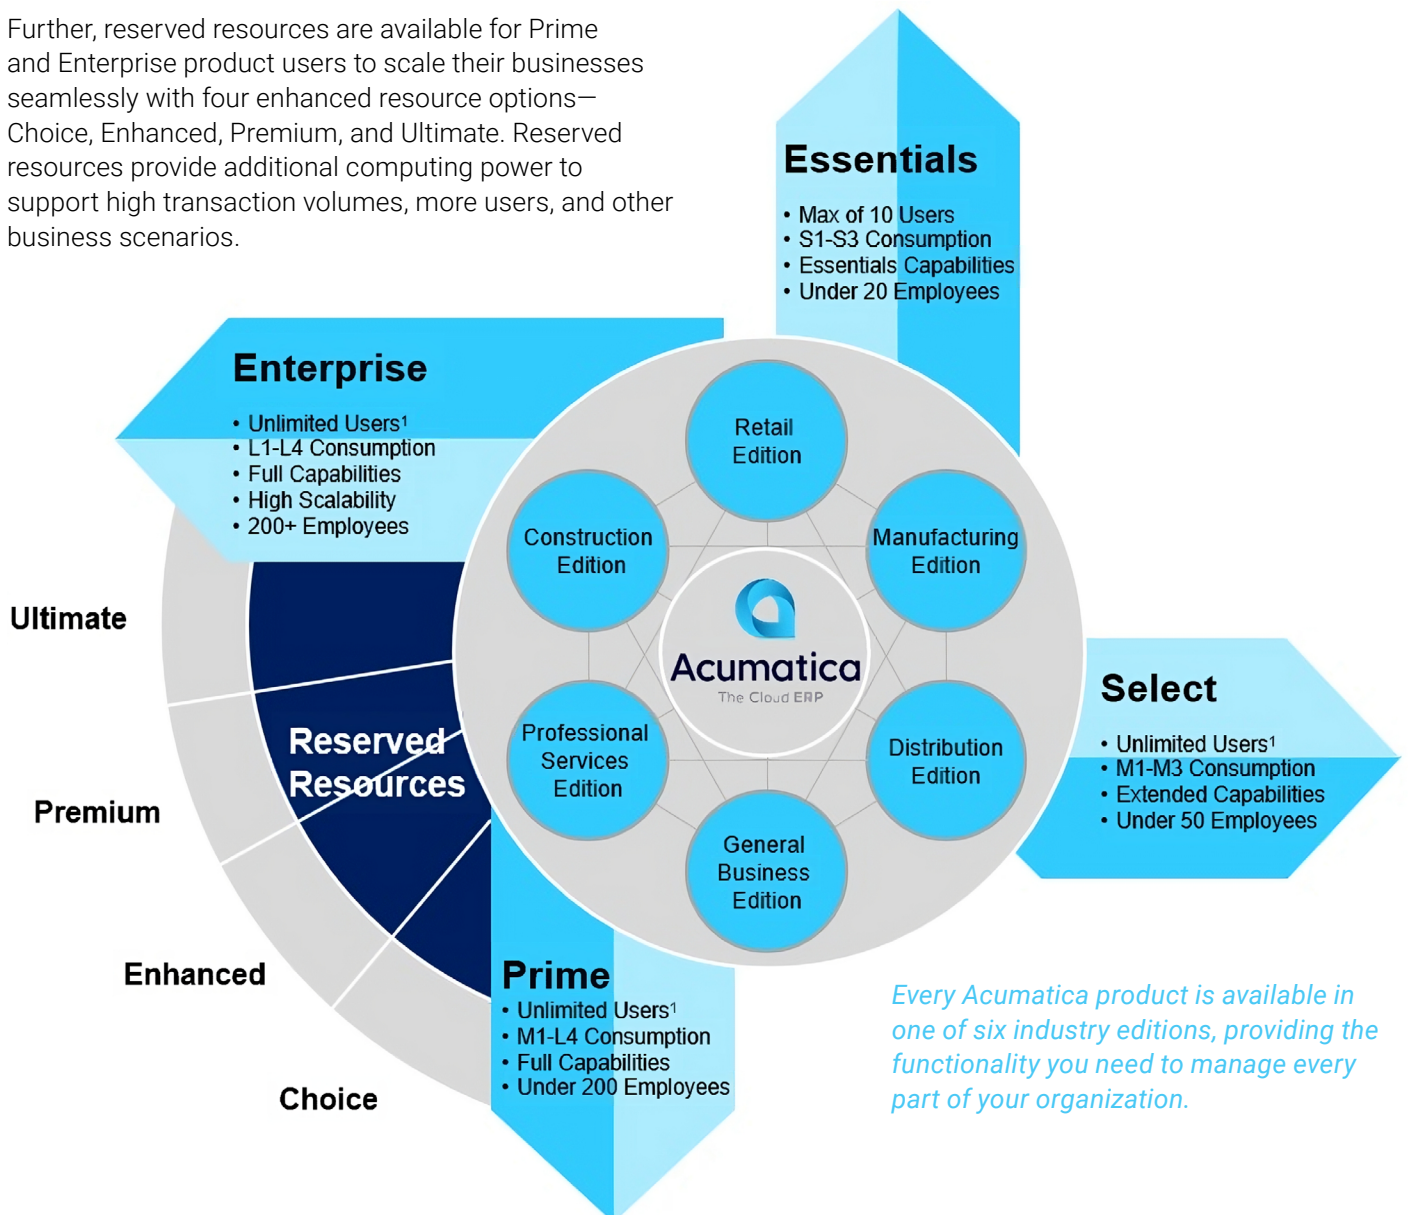 Further, reserved resources are available for Prime
and Enterprise product users to scale their businesses
seamlessly with four enhanced resource options—
Choice, Enhanced, Premium, and Ultimate. Reserved
resources provide additional computing power to
support high transaction volumes, more users, and other
business scenarios.
Essentials
• Max of 10 Users
• S1-S3 Consumption
• Essentials Capabilities
• Under 20 Employees
Enterprise
• Unlimited Users¹
• L1-L4 Consumption
• Full Capabilities
• High Scalability
• 200+ Employees
Retail
Edition
Construction
Edition
Manufacturing
Edition
Acumatica
The Cloud ERP
Professional
Services
Edition
Distribution
Edition
General
Business
Edition
Select
• Unlimited Users¹
• M1-M3 Consumption
• Extended Capabilities
• Under 50 Employees
Ultimate
Reserved
Resources
Premium
Enhanced
Choice
Prime
• Unlimited Users¹
• M1-L4 Consumption
• Full Capabilities
• Under 200 Employees
Every Acumatica product is available in
one of six industry editions, providing the
functionality you need to manage every
part of your organization.